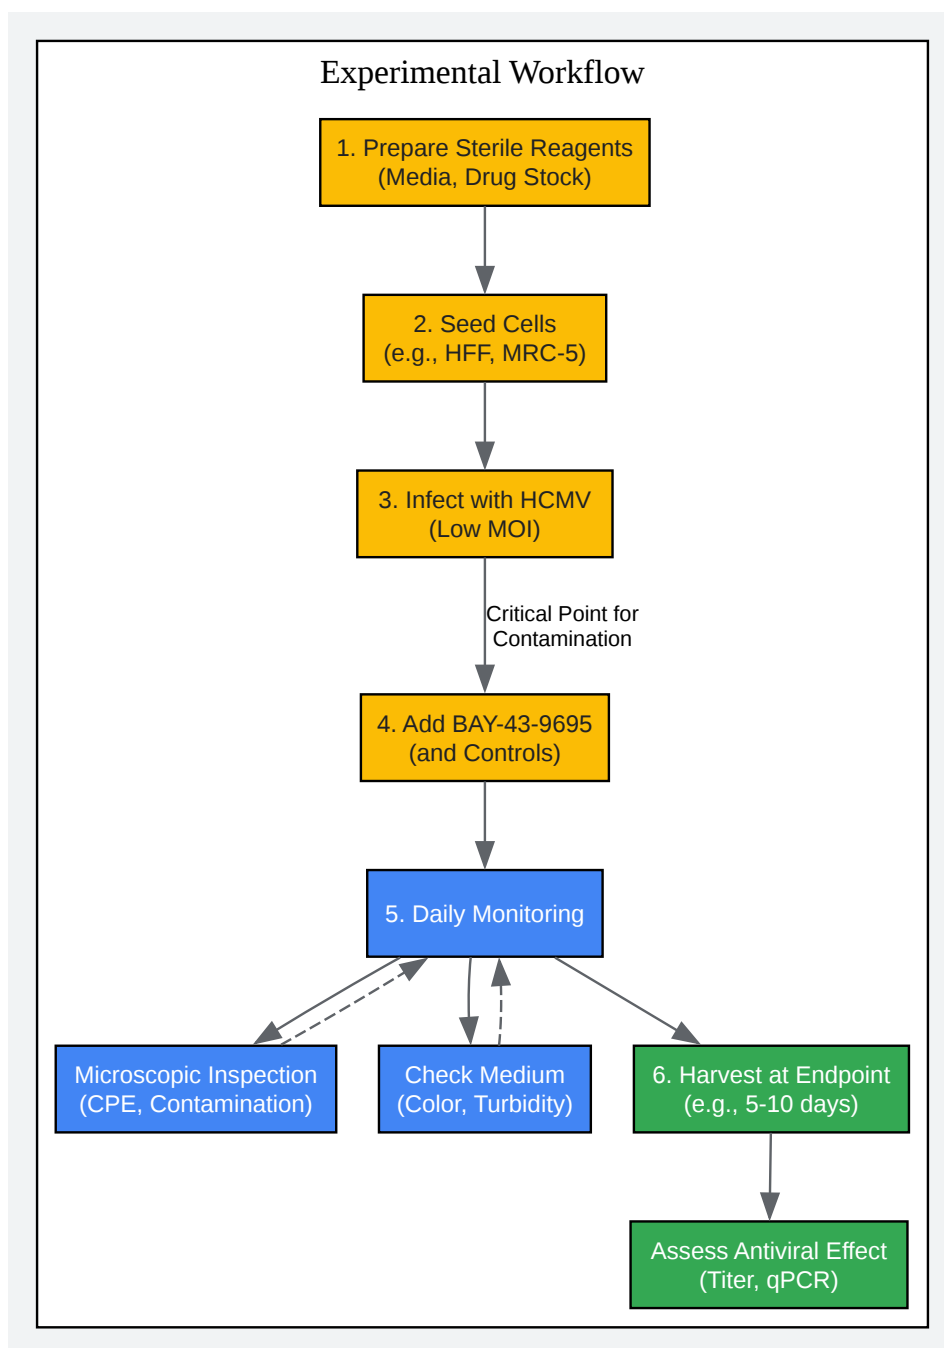 Experimental Workflow
1. Prepare Sterile Reagents
(Media, Drug Stock)
2. Seed Cells
(e.g., HFF, MRC-5)
3. Infect with HCMV
(Low MOI)
Critical Point for
Contamination
4. Add BAY-43-9695
(and Controls)
5. Daily Monitoring
Microscopic Inspection
(CPE, Contamination)
Check Medium
(Color, Turbidity)
6. Harvest at Endpoint
(e.g., 5-10 days)
Assess Antiviral Effect
(Titer, qPCR)